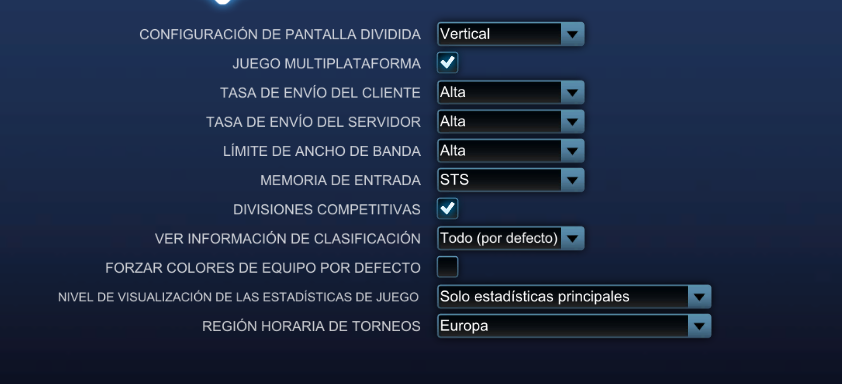 CONFIGURACIÓN DE PANTALLA DIVIDIDA Vertical
JUEGO MULTIPLATAFORMA
TASA DE ENVÍO DEL CLIENTE Alta
TASA DE ENVÍO DEL SERVIDOR Alta
LÍMITE DE ANCHO DE BANDA Alta
MEMORIA DE ENTRADA STS
DIVISIONES COMPETITIVAS
VER INFORMACIÓN DE CLASIFICACIÓN Todo (por defecto)
FORZAR COLORES DE EQUIPO POR DEFECTO
NIVEL DE VISUALIZACIÓN DE LAS ESTADÍSTICAS DE JUEGO Solo estadísticas principales
REGIÓN HORARIA DE TORNEOS Europa